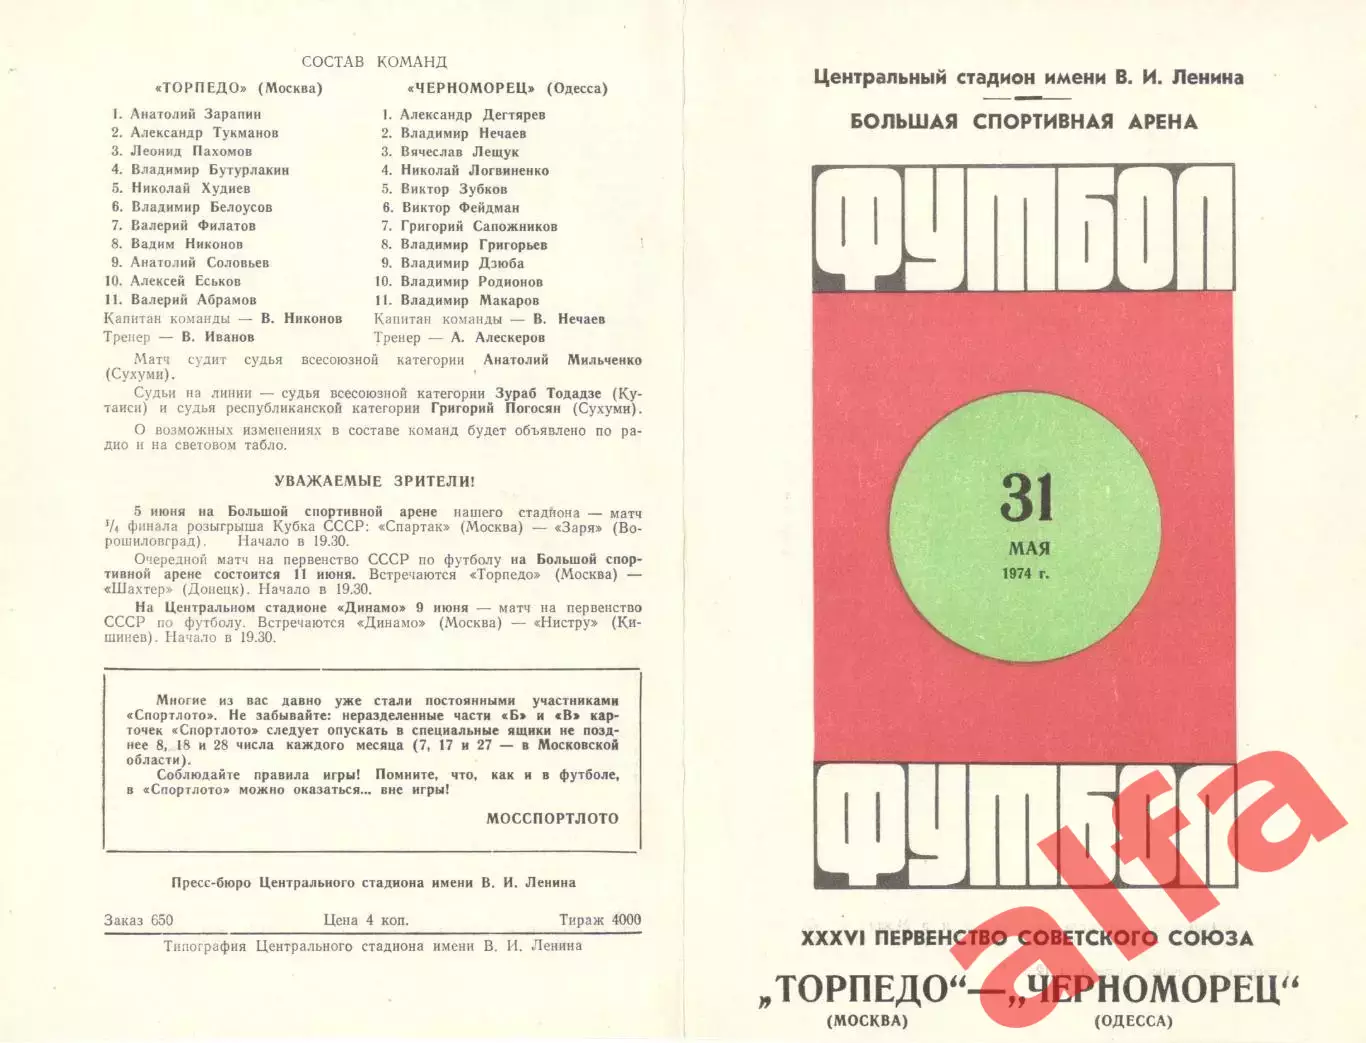 СОСТАВ КОМАНД
«ТОРПЕДО» (Москва)
1. Анатолий Зарапин
2. Александр Тукманов
3. Леонид Пахомов
4. Владимир Бутурлакин
5. Николай Худиев
6. Владимир Белоусов
7. Валерий Филатов
8. Вадим Никонов
9. Анатолий Соловьев
10. Алексей Еськов
11. Валерий Абрамов
Капитан команды — В. Никонов
Тренер — В. Иванов
«ЧЕРНОМОРЕЦ» (Одесса)
1. Александр Дегтярев
2. Владимир Нечаев
3. Вячеслав Лещук
4. Николай Логвиненко
5. Виктор Зубков
6. Виктор Фейдман
7. Григорий Сапожников
8. Владимир Григорьев
9. Владимир Дзюба
10. Владимир Родионов
11. Владимир Макаров
Капитан команды — В. Нечаев
Тренер — А. Алескеров
Матч судит судья всесоюзной категории Анатолий Мильченко
(Сухуми).
Судьи на линии — судья всесоюзной категории Зураб Тодадзе (Ку-
таиси) и судья республиканской категории Григорий Погосян (Сухуми).
О возможных изменениях в составе команд будет объявлено по ра-
дио и на световом табло.
УВАЖАЕМЫЕ ЗРИТЕЛИ!
5 июня на Большой спортивной арене нашего стадиона — матч
1/4 финала розыгрыша Кубка СССР: «Спартак» (Москва) — «Заря» (Во-
рошиловград). Начало в 19.30.
Очередной матч на первенство СССР по футболу на Большой спор-
тивной арене состоится 11 июня. Встречаются «Торпедо» (Москва) —
«Шахтер» (Донецк). Начало в 19.30.
На Центральном стадионе «Динамо» 9 июня — матч на первенство
СССР по футболу. Встречаются «Динамо» (Москва) — «Нистру» (Ки-
шинев). Начало в 19.30.
Многие из вас давно уже стали постоянными участниками
«Спортлото». Не забывайте: неразделенные части «Б» и «В» кар-
точек «Спортлото» следует опускать в специальные ящики не позд-
нее 8, 18 и 28 числа каждого месяца (7, 17 и 27 — в Московской
области).
Соблюдайте правила игры! Помните, что, как и в футболе,
в «Спортлото» можно оказаться... вне игры!
МОССПОРТЛОТО
Пресс-бюро Центрального стадиона имени В. И. Ленина
Заказ 650 Цена 4 коп. Тираж 4000
Типография Центрального стадиона имени В. И. Ленина
Центральный стадион имени В. И. Ленина
БОЛЬШАЯ СПОРТИВНАЯ АРЕНА
ФУТБОЛ
31
МАЯ
1974 г.
ФУТБОЛ
XXXVI ПЕРВЕНСТВО СОВЕТСКОГО СОЮЗА
„ТОРПЕДО“—„ЧЕРНОМОРЕЦ“
(МОСКВА) (ОДЕССА)
alfa